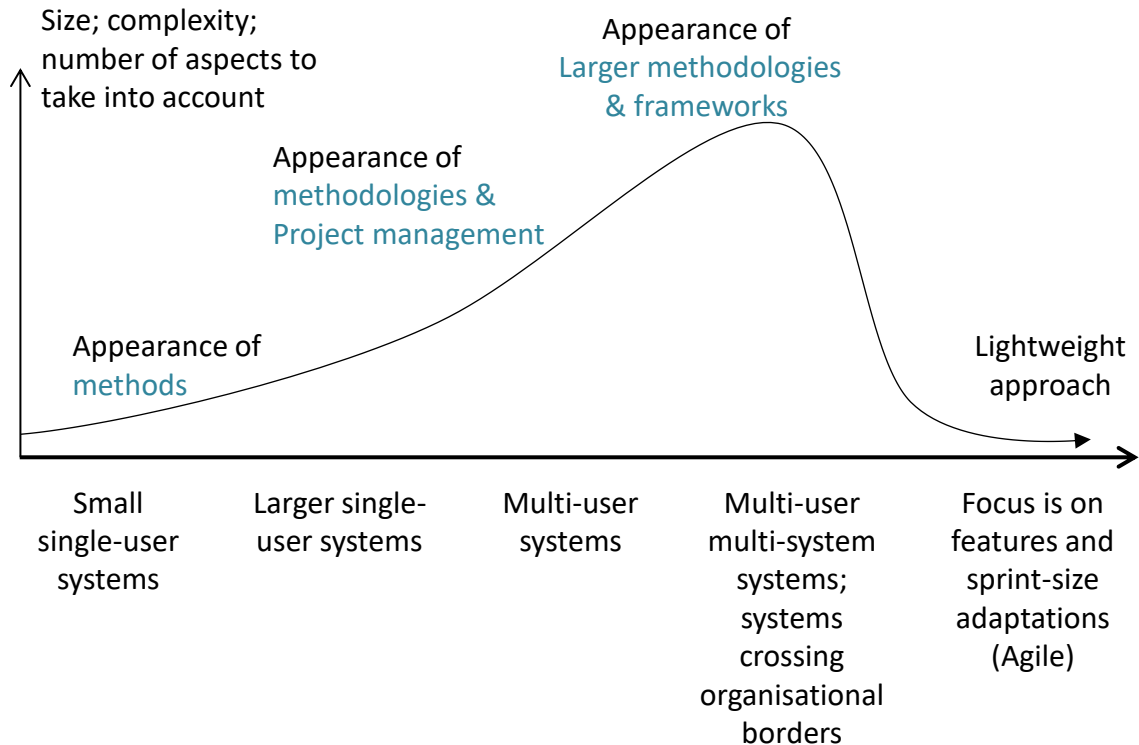 Size; complexity;
number of aspects to
take into account
Appearance of
Larger methodologies
& frameworks
Appearance of
methodologies &
Project management
Appearance of
methods
Lightweight
approach
Small
single-user
systems
Larger single-
user systems
Multi-user
systems
Multi-user
multi-system
systems;
systems
crossing
organisational
borders
Focus is on
features and
sprint-size
adaptations
(Agile)